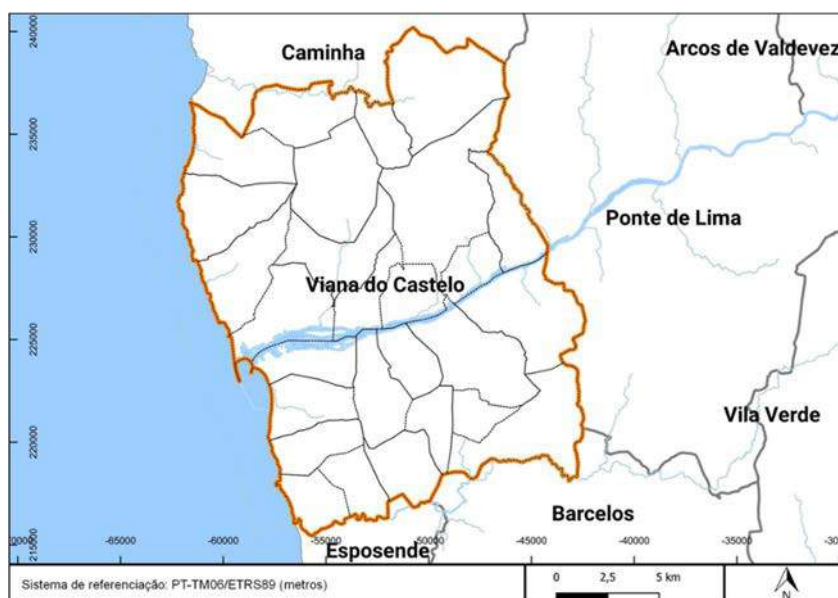 240000
235000
230000
225000
220000
215000
Caminha
Arcos de Valdevez
Ponte de Lima
Viana do Castelo
Vila Verde
Barcelos
Esposende
-65000
-60000
-55000
-50000
-45000
-40000
-35000
Sistema de referenciação: PT-TM06/ETRS89 (metros)
0 2,5 5 km
N